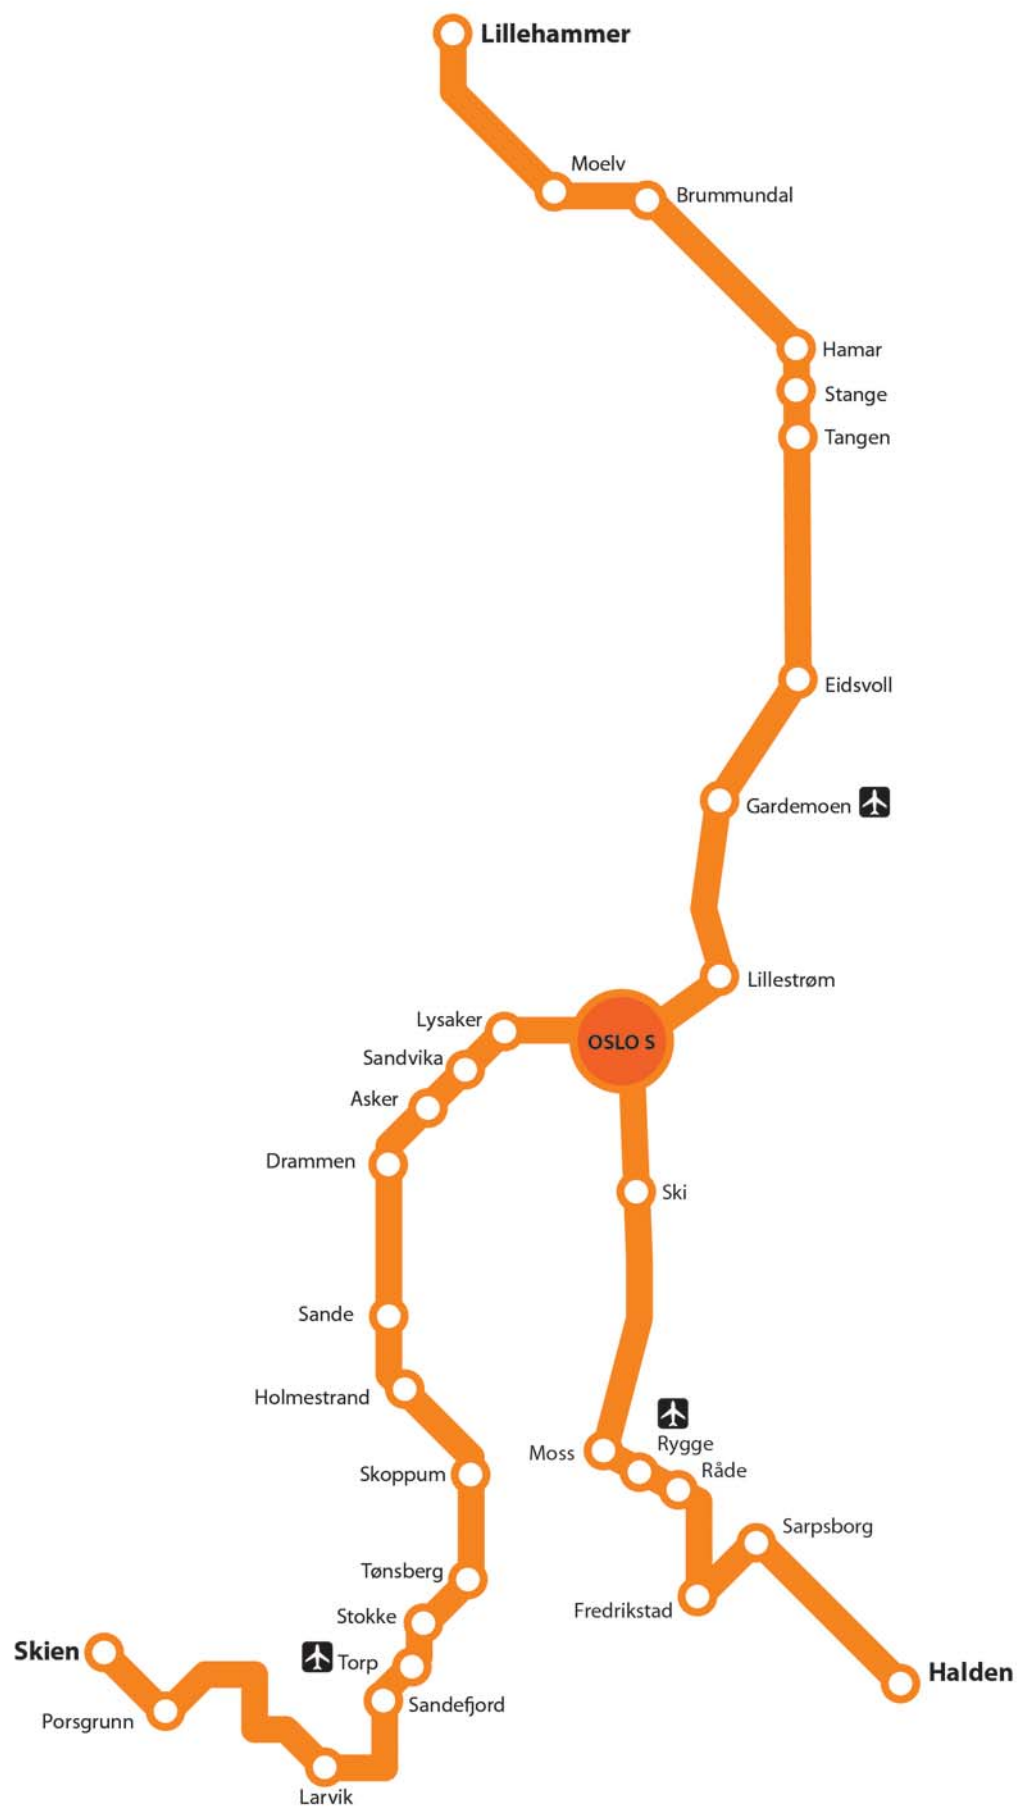 Lillehammer
Moelv
Brummundal
Hamar
Stange
Tangen
Eidsvoll
Gardemoen
Lillestrøm
Lysaker
OSLO S
Sandvika
Asker
Drammen
Ski
Sande
Holmestrand
Moss
Rygge
Råde
Skoppum
Sarpsborg
Tønsberg
Fredrikstad
Stokke
Skien
Torp
Halden
Sandefjord
Porsgrunn
Larvik